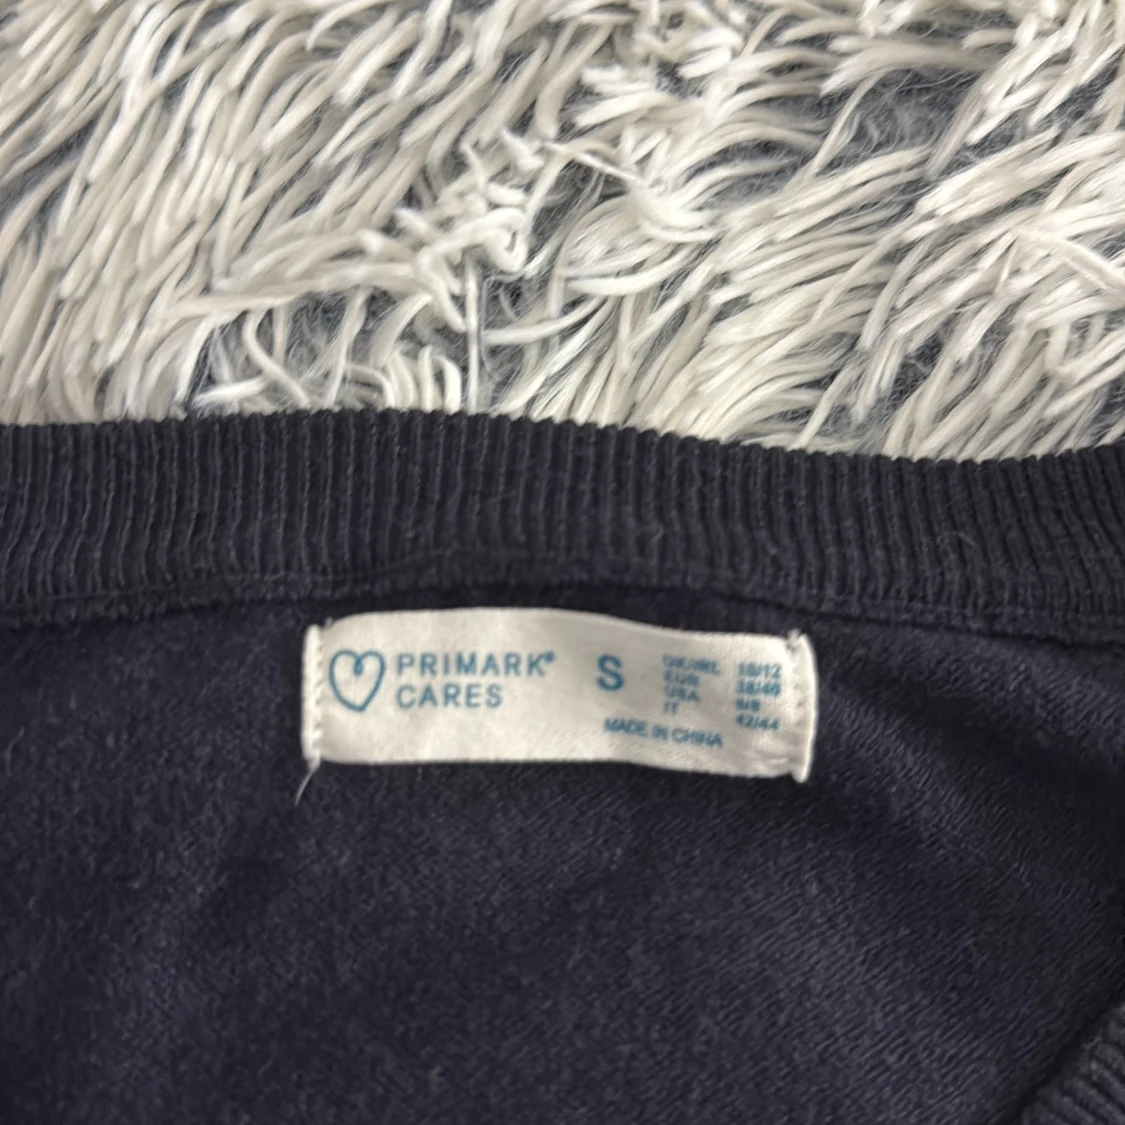 PRIMARK®
CARES
S
UK/IRL 10/12
EUR 38/40
USA 6/8
IT 42/44
MADE IN CHINA